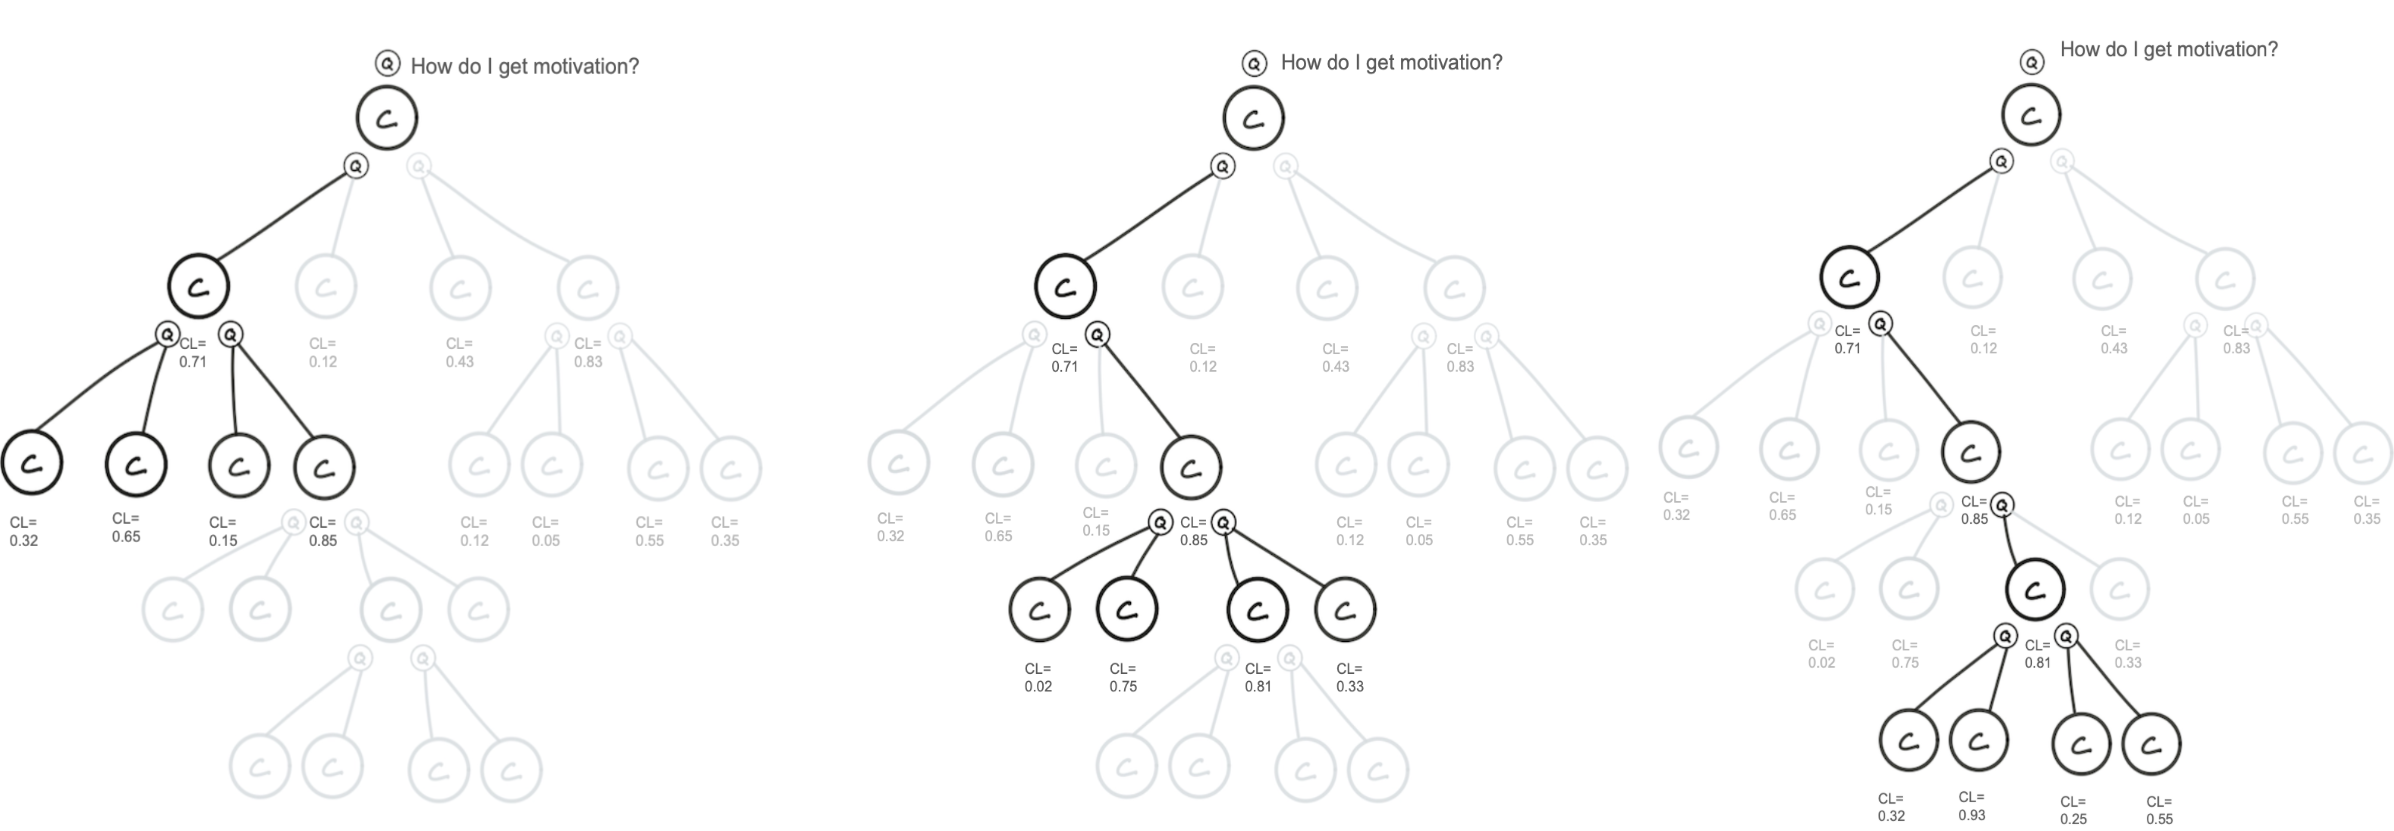 Q How do I get motivation?
C
Q Q
C C C C
Q CL= 0.71 Q CL= 0.12 CL= 0.43 Q CL= 0.83 Q
C C C C C C C C
CL= 0.32 CL= 0.65 CL= 0.15 Q CL= 0.85 Q CL= 0.12 CL= 0.05 CL= 0.55 CL= 0.35
C C C C
Q Q
C C C C
Q How do I get motivation?
C
Q Q
C C C C
Q CL= 0.71 Q CL= 0.12 CL= 0.43 Q CL= 0.83 Q
C C C C C C C C
CL= 0.32 CL= 0.65 CL= 0.15 Q CL= 0.85 Q CL= 0.12 CL= 0.05 CL= 0.55 CL= 0.35
C C C C
CL= 0.02 CL= 0.75 Q CL= 0.81 Q CL= 0.33
C C C C
Q How do I get motivation?
C
Q Q
C C C C
Q CL= 0.71 Q CL= 0.12 CL= 0.43 Q CL= 0.83 Q
C C C C C C C C
CL= 0.32 CL= 0.65 CL= 0.15 Q CL= 0.85 Q CL= 0.12 CL= 0.05 CL= 0.55 CL= 0.35
C C C C
CL= 0.02 CL= 0.75 Q CL= 0.81 Q CL= 0.33
C C C C
CL= 0.32 CL= 0.93 CL= 0.25 CL= 0.55